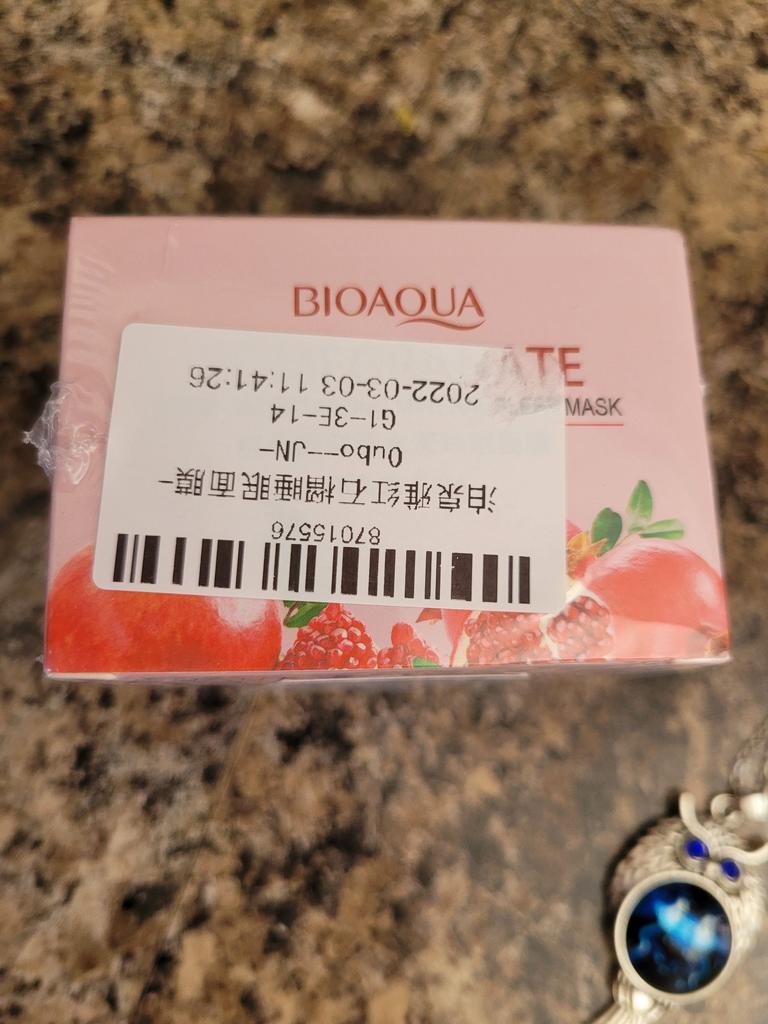 BIOAQUA
ATE
MASK
87015576
泊泉雅红石榴睡眠面膜-
Oubo--JN-
G1-3E-14
2022-03-03 11:41:26